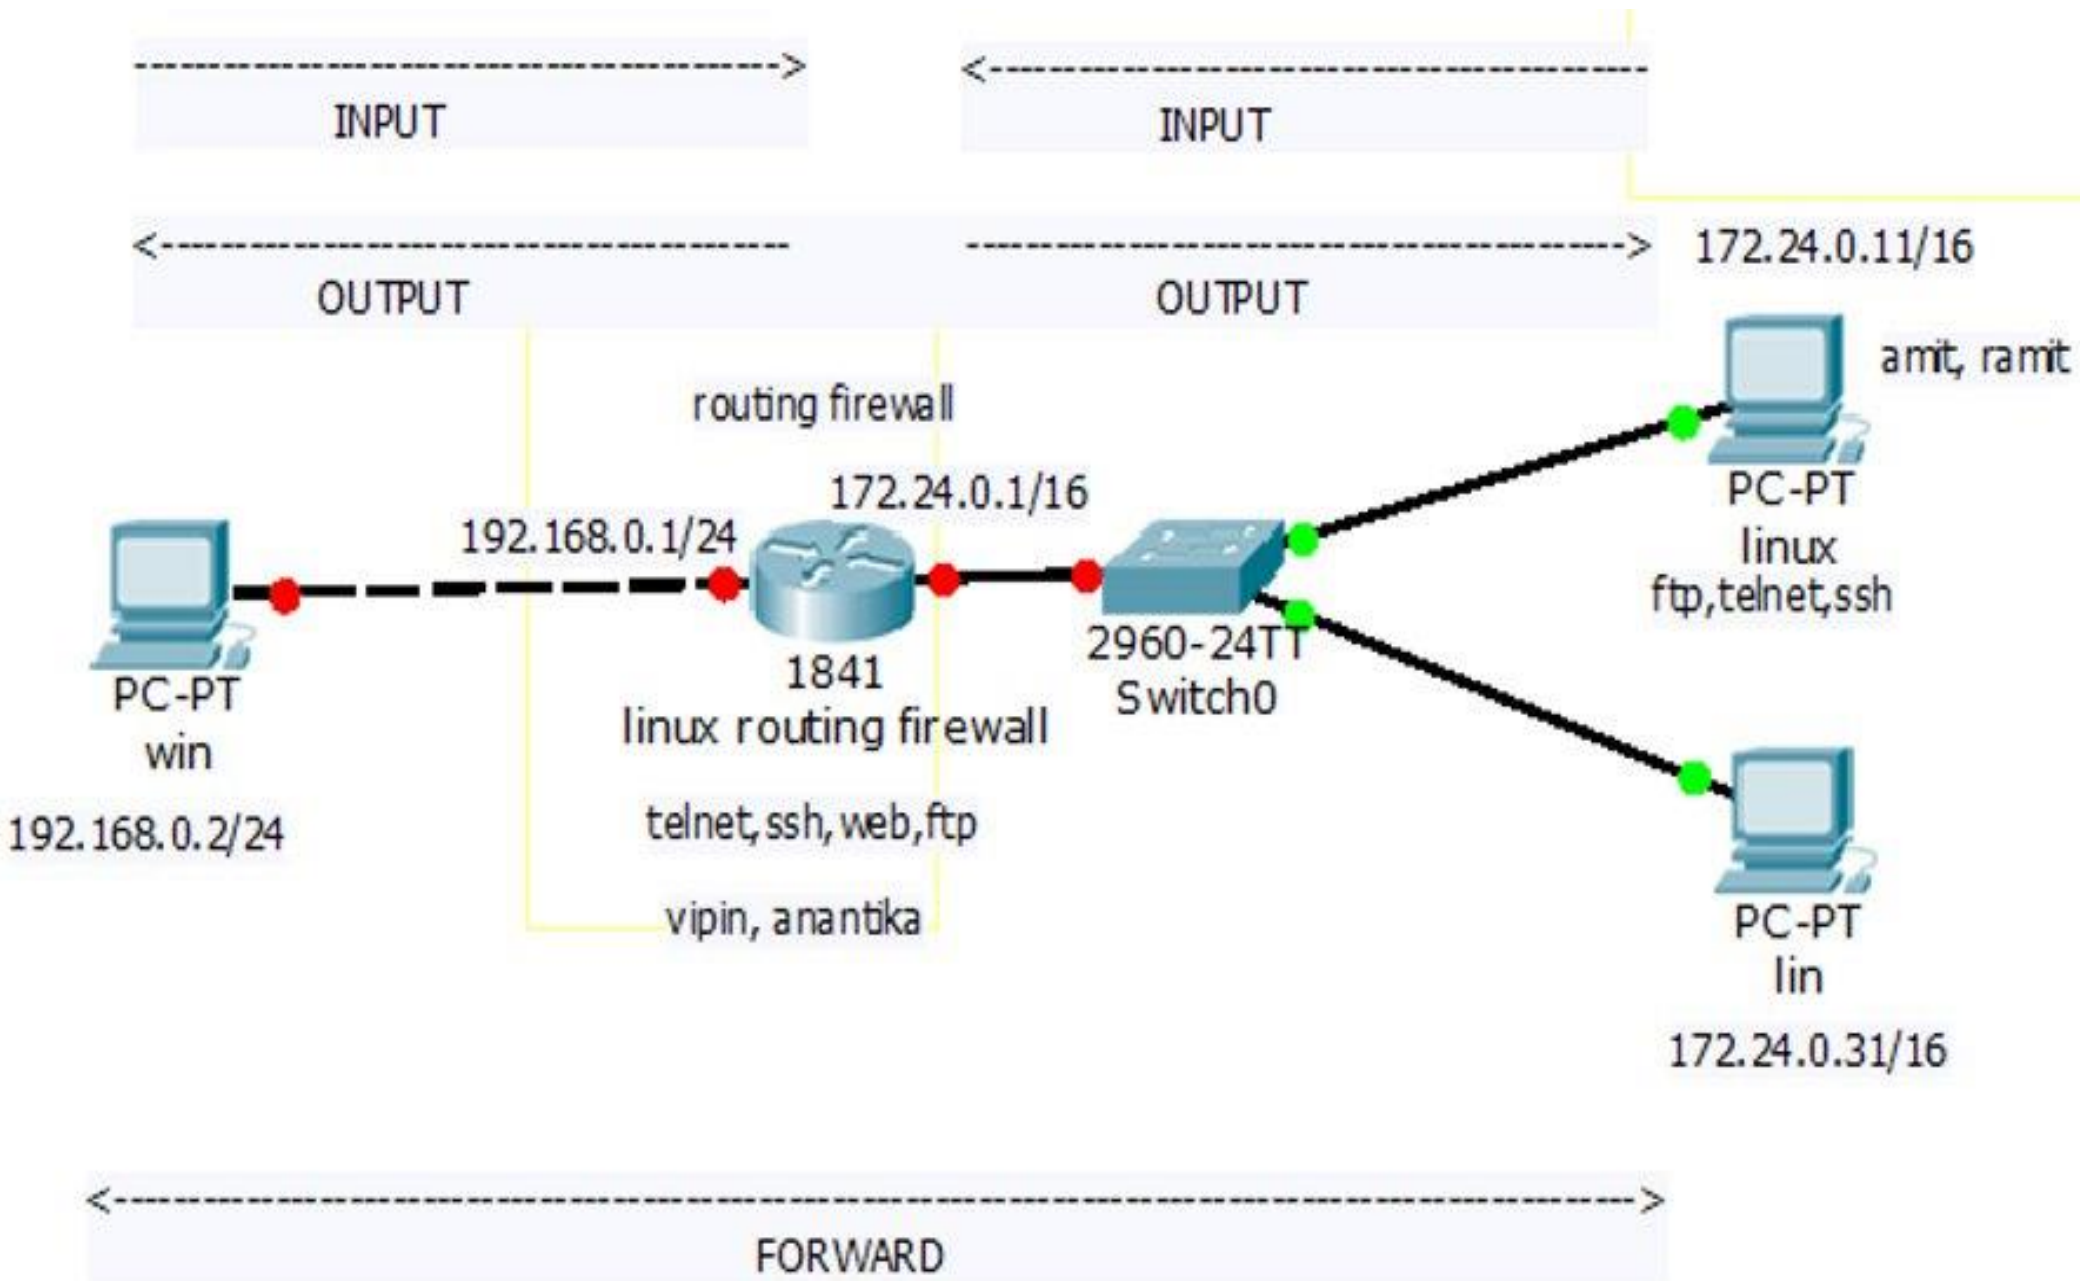 INPUT
INPUT
OUTPUT
OUTPUT
172.24.0.11/16
amit, ramit
routing firewall
172.24.0.1/16
192.168.0.1/24
PC-PT
linux
ftp,telnet,ssh
1841
linux routing firewall
2960-24TT
Switch0
PC-PT
win
192.168.0.2/24
telnet,ssh,web,ftp
vipin, anantika
PC-PT
lin
172.24.0.31/16
FORWARD